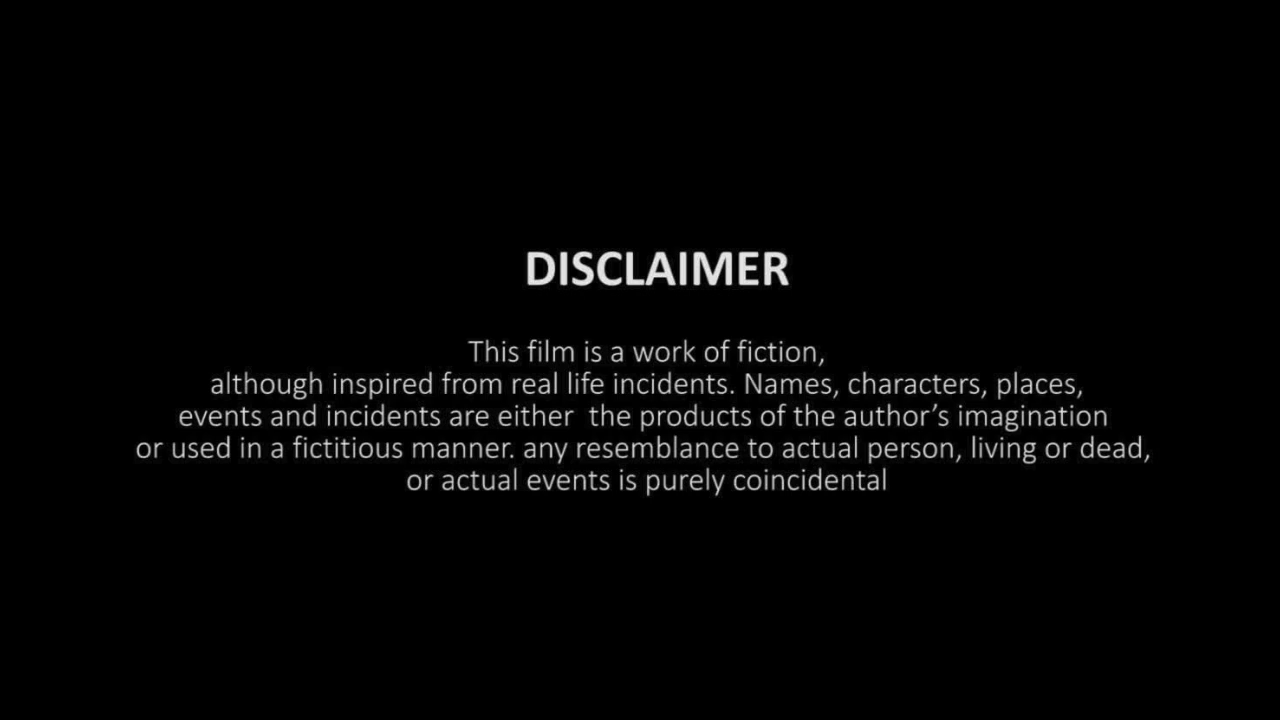 DISCLAIMER
This film is a work of fiction,
although inspired from real life incidents. Names, characters, places,
events and incidents are either  the products of the author’s imagination
or used in a fictitious manner. any resemblance to actual person, living or dead,
or actual events is purely coincidental